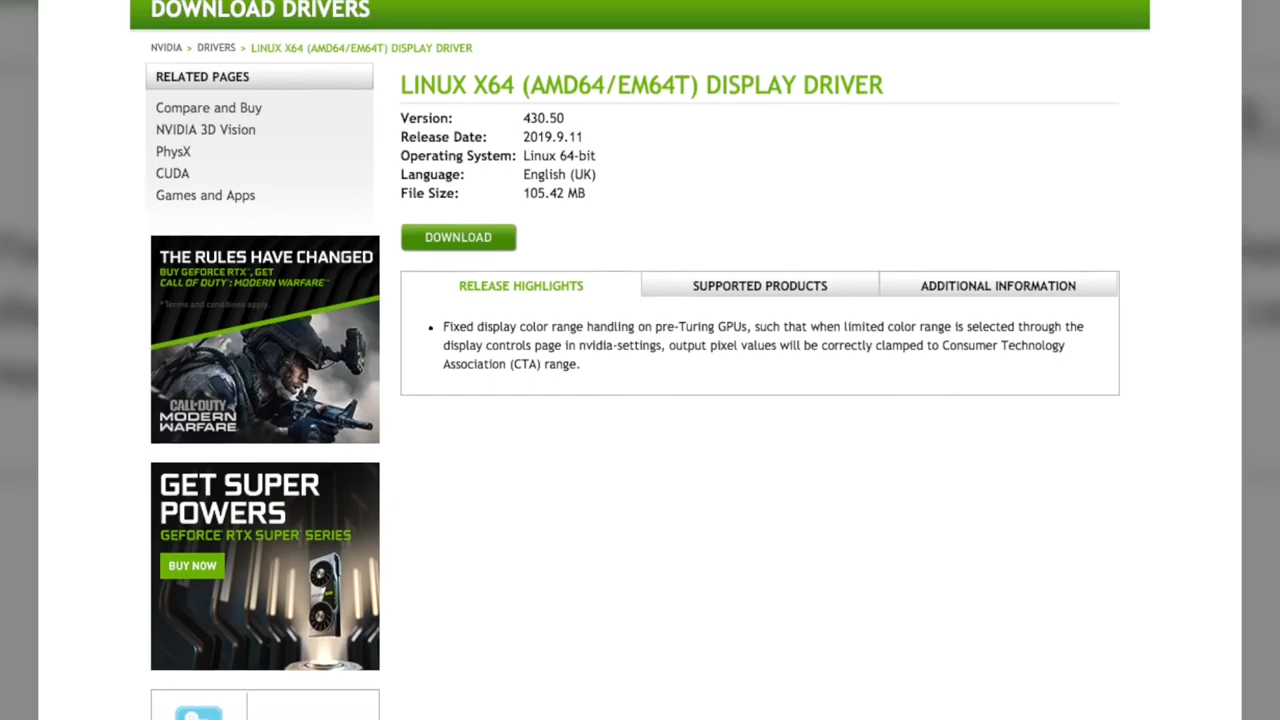 DOWNLOAD DRIVERS
NVIDIA > DRIVERS > LINUX X64 (AMD64/EM64T) DISPLAY DRIVER
RELATED PAGES
Compare and Buy
NVIDIA 3D Vision
PhysX
CUDA
Games and Apps
THE RULES HAVE CHANGED
BUY GEFORCE RTX™, GET
CALL OF DUTY®: MODERN WARFARE™
*Terms and conditions apply.
CALL OF DUTY
MODERN
WARFARE
GET SUPER
POWERS
GEFORCE® RTX SUPER™ SERIES
BUY NOW
LINUX X64 (AMD64/EM64T) DISPLAY DRIVER
Version: 430.50
Release Date: 2019.9.11
Operating System: Linux 64-bit
Language: English (UK)
File Size: 105.42 MB
DOWNLOAD
RELEASE HIGHLIGHTS SUPPORTED PRODUCTS ADDITIONAL INFORMATION
• Fixed display color range handling on pre-Turing GPUs, such that when limited color range is selected through the
display controls page in nvidia-settings, output pixel values will be correctly clamped to Consumer Technology
Association (CTA) range.